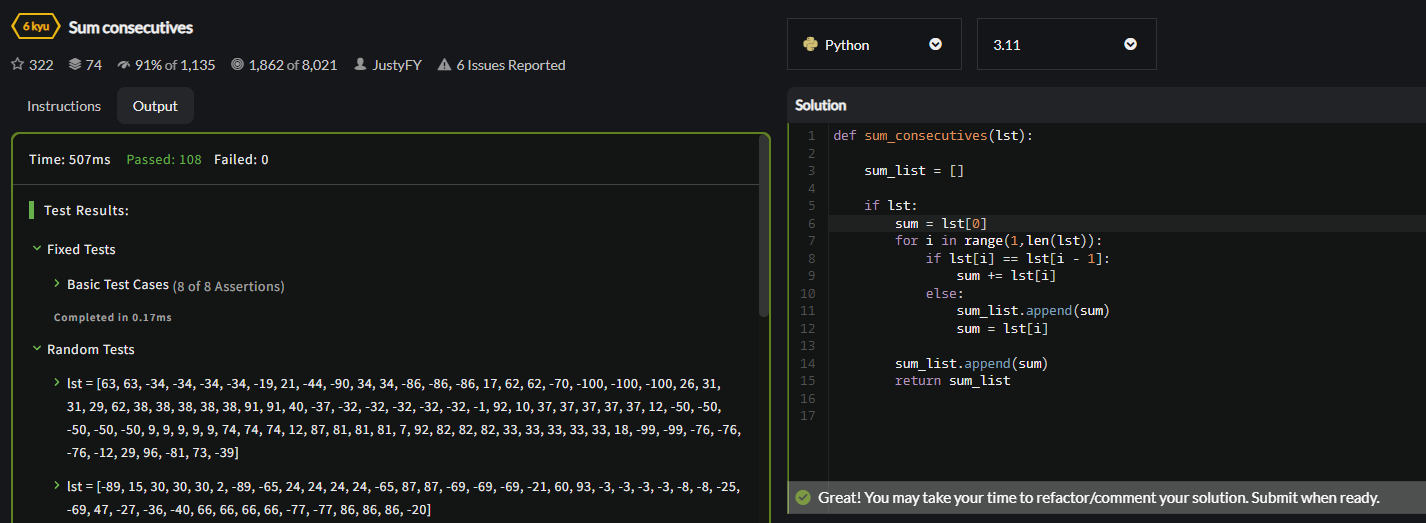 6 kyu Sum consecutives
322 74 91% of 1,135 1,862 of 8,021 JustyFY 6 Issues Reported
Python 3.11
Instructions Output
Time: 507ms Passed: 108 Failed: 0
Test Results:
Fixed Tests
Basic Test Cases (8 of 8 Assertions)
Completed in 0.17ms
Random Tests
lst = [63, 63, -34, -34, -34, -34, -19, 21, -44, -90, 34, 34, -86, -86, -86, 17, 62, 62, -70, -100, -100, -100, 26, 31,
31, 29, 62, 38, 38, 38, 38, 38, 91, 91, 40, -37, -32, -32, -32, -32, -32, -1, 92, 10, 37, 37, 37, 37, 37, 12, -50, -50,
-50, -50, -50, 9, 9, 9, 9, 9, 74, 74, 74, 12, 87, 81, 81, 81, 7, 92, 82, 82, 82, 33, 33, 33, 33, 33, 18, -99, -99, -76, -76,
-76, -12, 29, 96, -81, 73, -39]
lst = [-89, 15, 30, 30, 30, 2, -89, -65, 24, 24, 24, 24, -65, 87, 87, -69, -69, -69, -21, 60, 93, -3, -3, -3, -3, -8, -8, -25,
-69, 47, -27, -36, -40, 66, 66, 66, 66, -77, -77, 86, 86, 86, -20]
Solution
1 def sum_consecutives(lst):
2
3     sum_list = []
4
5     if lst:
6         sum = lst[0]
7         for i in range(1,len(lst)):
8             if lst[i] == lst[i - 1]:
9                 sum += lst[i]
10             else:
11                 sum_list.append(sum)
12                 sum = lst[i]
13
14         sum_list.append(sum)
15         return sum_list
16
17
Great! You may take your time to refactor/comment your solution. Submit when ready.